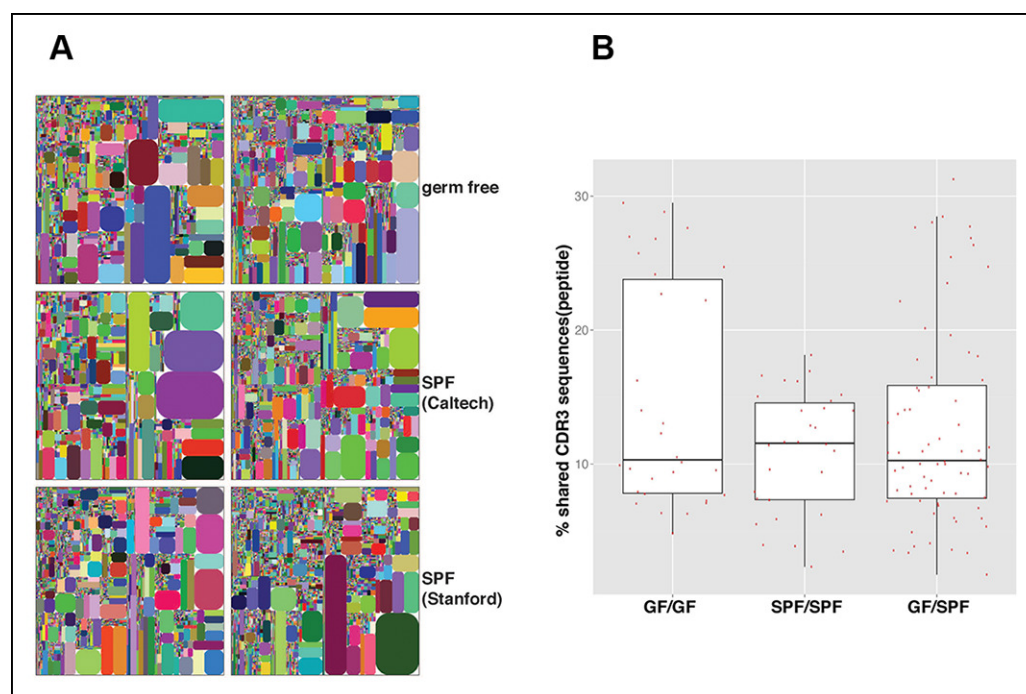 A
germ free
SPF
(Caltech)
SPF
(Stanford)
B
% shared CDR3 sequences(peptide)
30
20
10
GF/GF
SPF/SPF
GF/SPF